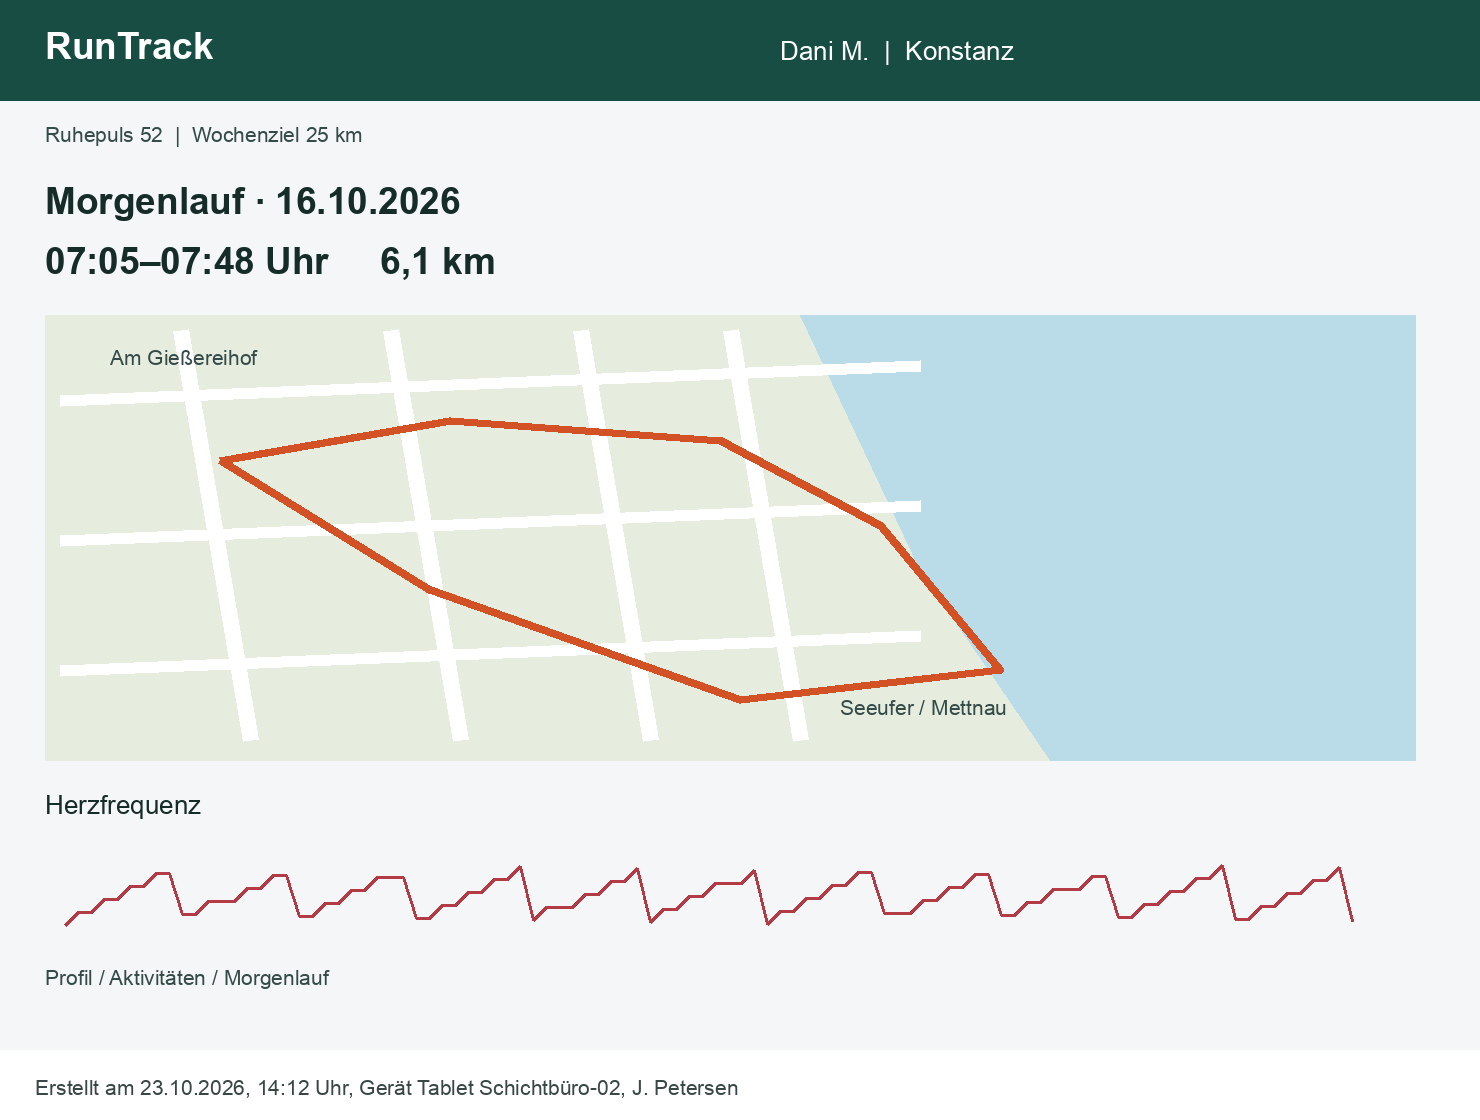 RunTrack
Dani M. | Konstanz
Ruhepuls 52 | Wochenziel 25 km
Morgenlauf · 16.10.2026
07:05–07:48 Uhr 6,1 km
Am Gießereihof
Seeufer / Mettnau
Herzfrequenz
Profil / Aktivitäten / Morgenlauf
Erstellt am 23.10.2026, 14:12 Uhr, Gerät Tablet Schichtbüro-02, J. Petersen